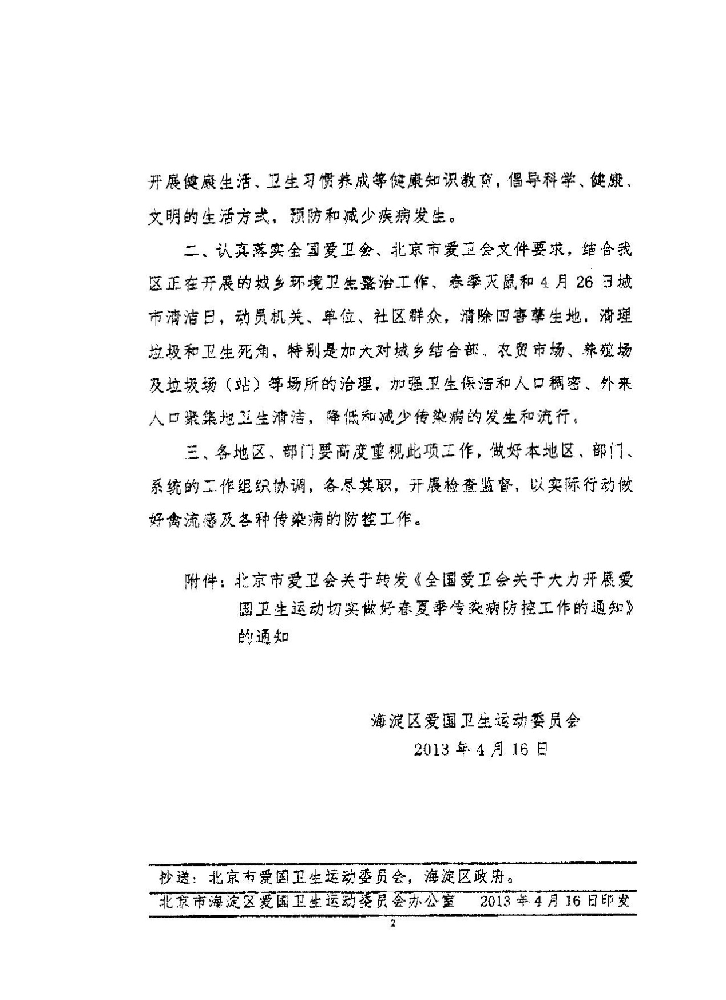 开展健康生活、卫生习惯养成等健康知识教育，倡导科学、健康、
文明的生活方式，预防和减少疾病发生。
二、认真落实全国爱卫会、北京市爱卫会文件要求，结合我
区正在开展的城乡环境卫生整治工作、春季灭鼠和4月26日城
市清洁日，动员机关、单位、社区群众，清除四害孳生地，清理
垃圾和卫生死角，特别是加大对城乡结合部、农贸市场、养殖场
及垃圾场（站）等场所的治理，加强卫生保洁和人口稠密、外来
人口聚集地卫生清洁，降低和减少传染病的发生和流行。
三、各地区、部门要高度重视此项工作，做好本地区、部门、
系统的工作组织协调，各尽其职，开展检查监督，以实际行动做
好禽流感及各种传染病的防控工作。
附件：北京市爱卫会关于转发《全国爱卫会关于大力开展爱
国卫生运动切实做好春夏季传染病防控工作的通知》
的通知
海淀区爱国卫生运动委员会
2013年4月16日
抄送：北京市爱国卫生运动委员会，海淀区政府。
北京市海淀区爱国卫生运动委员会办公室 2013年4月16日印发
2